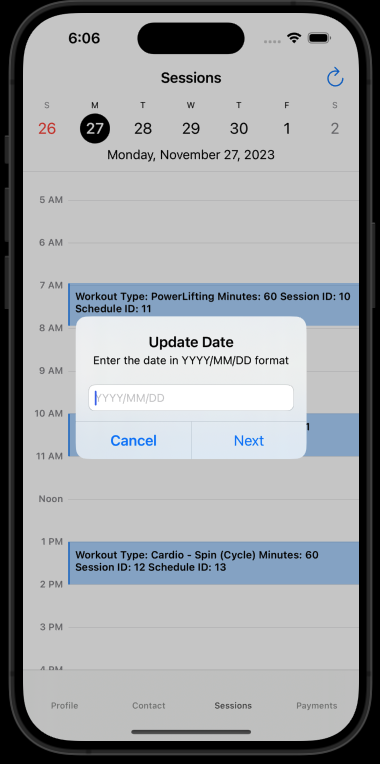 6:06
Sessions
S M T W T F S
26 27 28 29 30 1 2
Monday, November 27, 2023
5 AM
6 AM
7 AM
Workout Type: PowerLifting Minutes: 60 Session ID: 10
Schedule ID: 11
8 AM
Update Date
Enter the date in YYYY/MM/DD format
9 AM
YYYY/MM/DD
10 AM
1
Cancel Next
11 AM
Noon
1 PM
Workout Type: Cardio - Spin (Cycle) Minutes: 60
Session ID: 12 Schedule ID: 13
2 PM
3 PM
4 PM
Profile Contact Sessions Payments